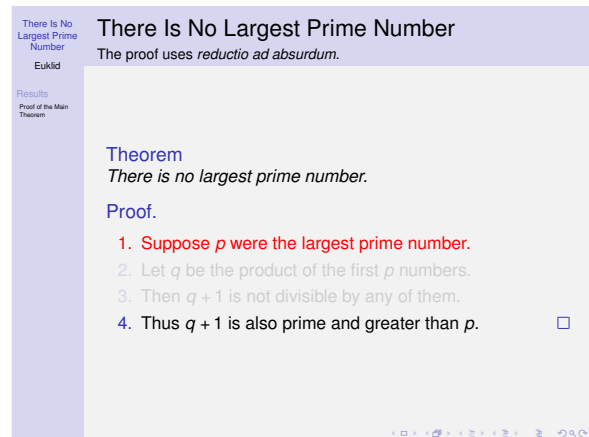 There Is No
Largest Prime
Number
Euklid
Results
Proof of the Main
Theorem
There Is No Largest Prime Number
The proof uses reductio ad absurdum.
Theorem
There is no largest prime number.
Proof.
1. Suppose p were the largest prime number.
2. Let q be the product of the first p numbers.
3. Then q + 1 is not divisible by any of them.
4. Thus q + 1 is also prime and greater than p. □